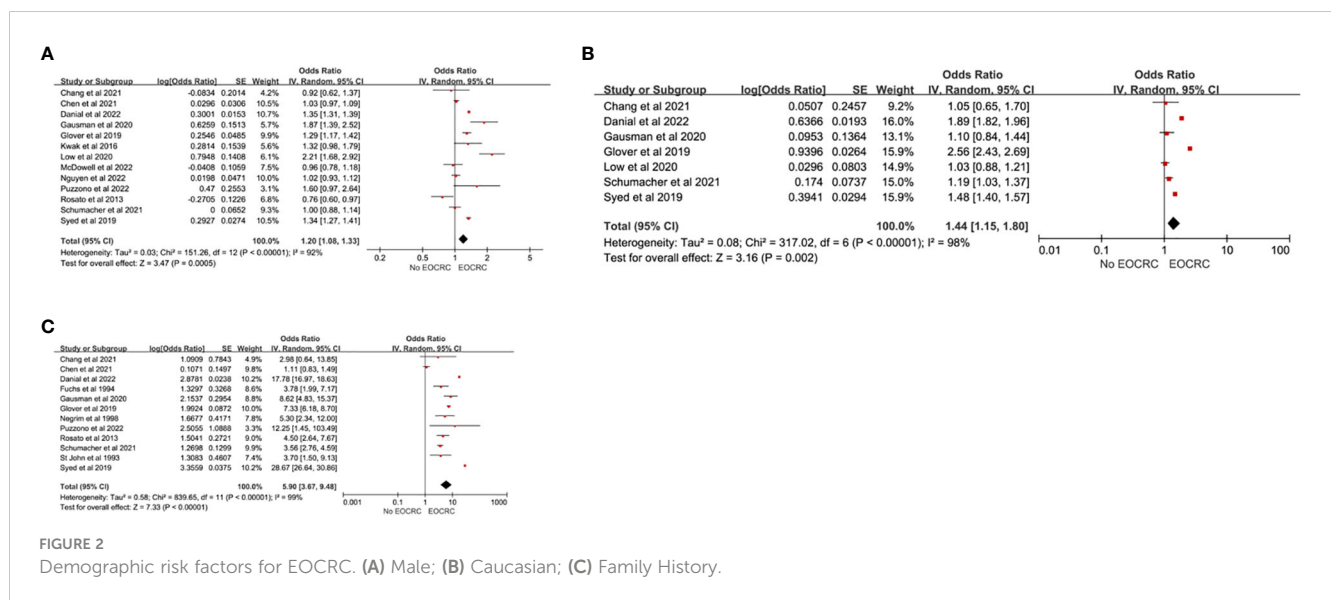 A
Odds Ratio Odds Ratio
Study or Subgroup log[Odds Ratio] SE Weight IV, Random, 95% CI IV, Random, 95% CI
Chang et al 2021 -0.0834 0.2014 4.2% 0.92 [0.62, 1.37]
Chen et al 2021 0.0296 0.0306 10.5% 1.03 [0.97, 1.09]
Danial et al 2022 0.3001 0.0153 10.7% 1.35 [1.31, 1.39]
Gausman et al 2020 0.6259 0.1513 5.7% 1.87 [1.39, 2.52]
Glover et al 2019 0.2546 0.0485 9.9% 1.29 [1.17, 1.42]
Kwak et al 2016 0.2814 0.1539 5.6% 1.32 [0.98, 1.79]
Low et al 2020 0.7948 0.1408 6.1% 2.21 [1.68, 2.92]
McDowell et al 2022 -0.0408 0.1059 7.5% 0.96 [0.78, 1.18]
Nguyen et al 2022 0.0198 0.0471 10.0% 1.02 [0.93, 1.12]
Puzzono et al 2022 0.47 0.2553 3.1% 1.60 [0.97, 2.64]
Rosato et al 2013 -0.2705 0.1226 6.8% 0.76 [0.60, 0.97]
Schumacher et al 2021 0 0.0652 9.3% 1.00 [0.88, 1.14]
Syed et al 2019 0.2927 0.0274 10.5% 1.34 [1.27, 1.41]
Total (95% CI) 100.0% 1.20 [1.08, 1.33]
Heterogeneity: Tau² = 0.03; Chi² = 151.26, df = 12 (P < 0.00001); I² = 92%
Test for overall effect: Z = 3.47 (P = 0.0005)
0.2 0.5 1 2 5
No EOCRC EOCRC
B
Odds Ratio Odds Ratio
Study or Subgroup log[Odds Ratio] SE Weight IV, Random, 95% CI IV, Random, 95% CI
Chang et al 2021 0.0507 0.2457 9.2% 1.05 [0.65, 1.70]
Danial et al 2022 0.6366 0.0193 16.0% 1.89 [1.82, 1.96]
Gausman et al 2020 0.0953 0.1364 13.1% 1.10 [0.84, 1.44]
Glover et al 2019 0.9396 0.0264 15.9% 2.56 [2.43, 2.69]
Low et al 2020 0.0296 0.0803 14.9% 1.03 [0.88, 1.21]
Schumacher et al 2021 0.174 0.0737 15.0% 1.19 [1.03, 1.37]
Syed et al 2019 0.3941 0.0294 15.9% 1.48 [1.40, 1.57]
Total (95% CI) 100.0% 1.44 [1.15, 1.80]
Heterogeneity: Tau² = 0.08; Chi² = 317.02, df = 6 (P < 0.00001); I² = 98%
Test for overall effect: Z = 3.16 (P = 0.002)
0.01 0.1 1 10 100
No EOCRC EOCRC
C
Odds Ratio Odds Ratio
Study or Subgroup log[Odds Ratio] SE Weight IV, Random, 95% CI IV, Random, 95% CI
Chang et al 2021 1.0909 0.7843 4.9% 2.98 [0.64, 13.85]
Chen et al 2021 0.1071 0.1497 9.8% 1.11 [0.83, 1.49]
Danial et al 2022 2.8781 0.0238 10.2% 17.78 [16.97, 18.63]
Fuchs et al 1994 1.3297 0.3268 8.6% 3.78 [1.99, 7.17]
Gausman et al 2020 2.1537 0.2954 8.8% 8.62 [4.83, 15.37]
Glover et al 2019 1.9924 0.0872 10.0% 7.33 [6.18, 8.70]
Negrim et al 1998 1.6677 0.4171 7.8% 5.30 [2.34, 12.00]
Puzzono et al 2022 2.5055 1.0888 3.2% 12.25 [1.45, 103.49]
Rosato et al 2013 1.5041 0.2721 9.0% 4.50 [2.64, 7.67]
Schumacher et al 2021 1.2698 0.1299 9.9% 3.56 [2.76, 4.59]
St John et al 1993 1.3083 0.4607 7.4% 3.70 [1.50, 9.13]
Syed et al 2019 3.3559 0.0375 10.2% 28.67 [26.64, 30.86]
Total (95% CI) 100.0% 5.90 [3.67, 9.48]
Heterogeneity: Tau² = 0.58; Chi² = 839.65, df = 11 (P < 0.00001); I² = 99%
Test for overall effect: Z = 7.33 (P < 0.00001)
0.001 0.1 1 10 1000
No EOCRC EOCRC
FIGURE 2
Demographic risk factors for EOCRC. (A) Male; (B) Caucasian; (C) Family History.